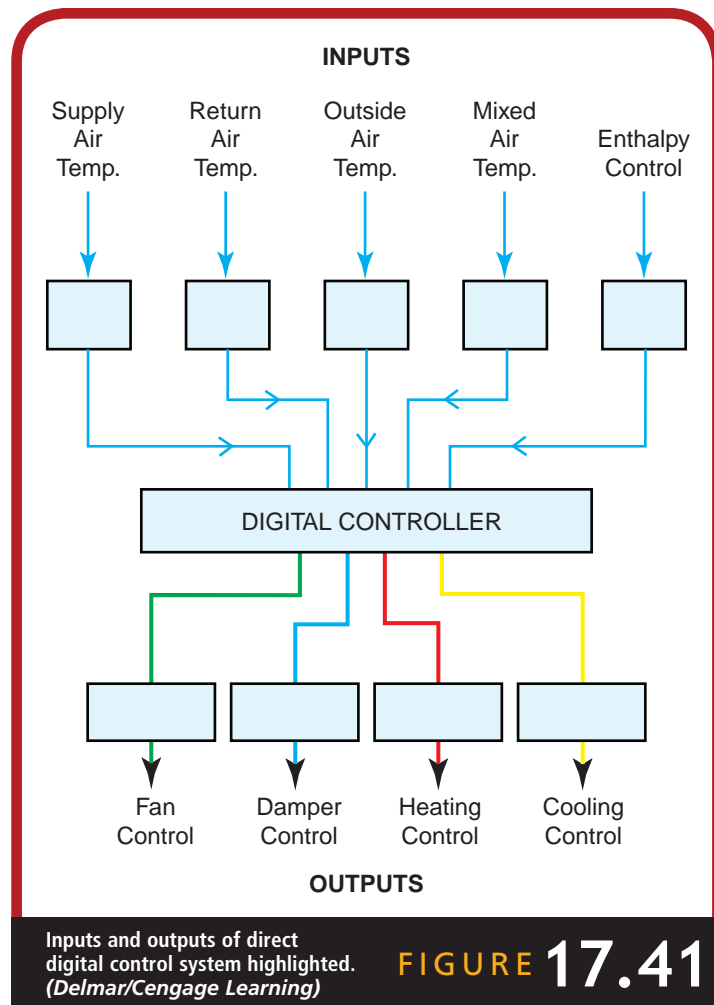 INPUTS
Supply Air Temp.
Return Air Temp.
Outside Air Temp.
Mixed Air Temp.
Enthalpy Control
DIGITAL CONTROLLER
Fan Control
Damper Control
Heating Control
Cooling Control
OUTPUTS
Inputs and outputs of direct
digital control system highlighted.
(Delmar/Cengage Learning)
FIGURE 17.41